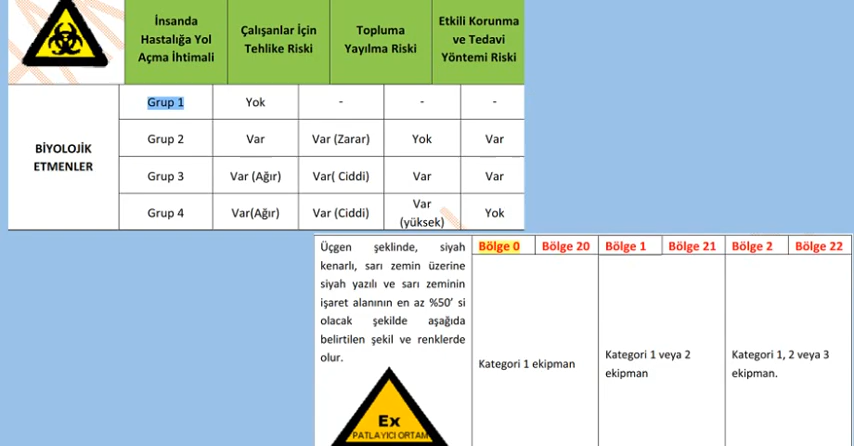 İnsanda
Hastalığa Yol
Açma İhtimali
Çalışanlar İçin
Tehlike Riski
Topluma
Yayılma Riski
Etkili Korunma
ve Tedavi
Yöntemi Riski
BİYOLOJİK
ETMENLER
Grup 1 Yok - - -
Grup 2 Var Var (Zarar) Yok Var
Grup 3 Var (Ağır) Var( Ciddi) Var Var
Grup 4 Var(Ağır) Var (Ciddi) Var
(yüksek) Yok
Üçgen şeklinde, siyah
kenarlı, sarı zemin üzerine
siyah yazılı ve sarı zeminin
işaret alanının en az %50’ si
olacak şekilde aşağıda
belirtilen şekil ve renklerde
olur.
Ex
PATLAYICI ORTAM
Bölge 0 Bölge 20 Bölge 1 Bölge 21 Bölge 2 Bölge 22
Kategori 1 ekipman
Kategori 1 veya 2
ekipman
Kategori 1, 2 veya 3
ekipman.